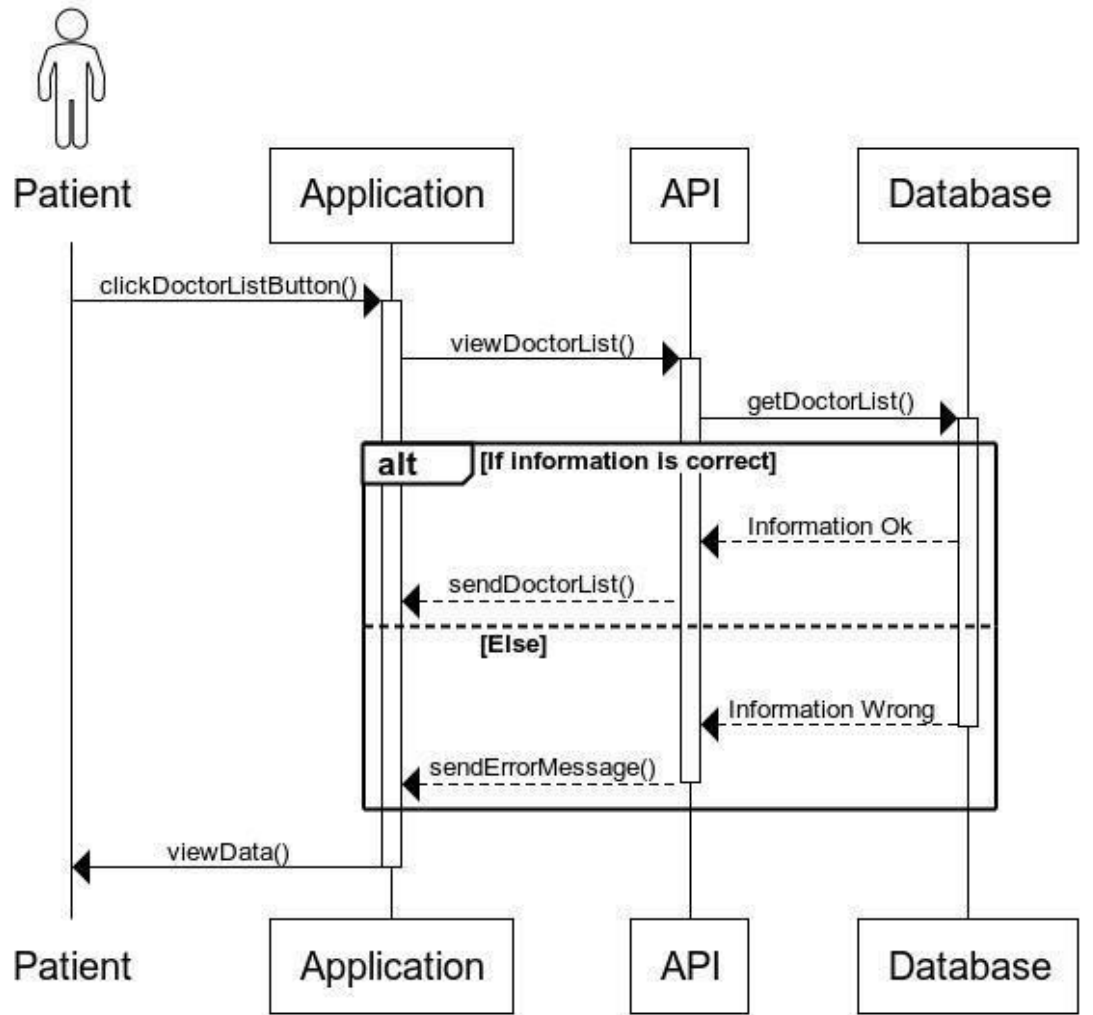 Patient
Application
API
Database
clickDoctorListButton()
viewDoctorList()
getDoctorList()
alt
[If information is correct]
Information Ok
sendDoctorList()
[Else]
Information Wrong
sendErrorMessage()
viewData()
Patient
Application
API
Database